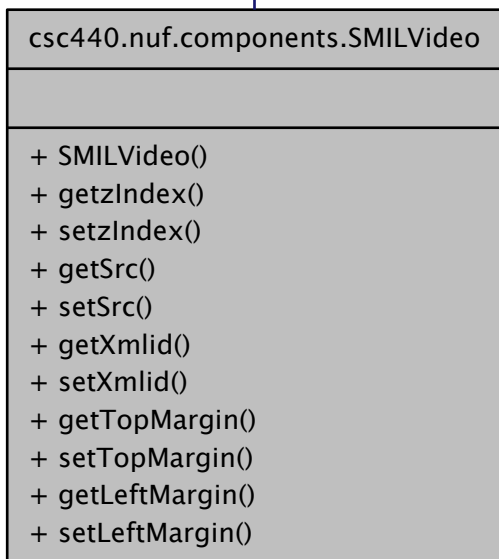 csc440.nuf.components.SMILVideo
+ SMILVideo()
+ getzIndex()
+ setzIndex()
+ getSrc()
+ setSrc()
+ getXmlid()
+ setXmlid()
+ getTopMargin()
+ setTopMargin()
+ getLeftMargin()
+ setLeftMargin()